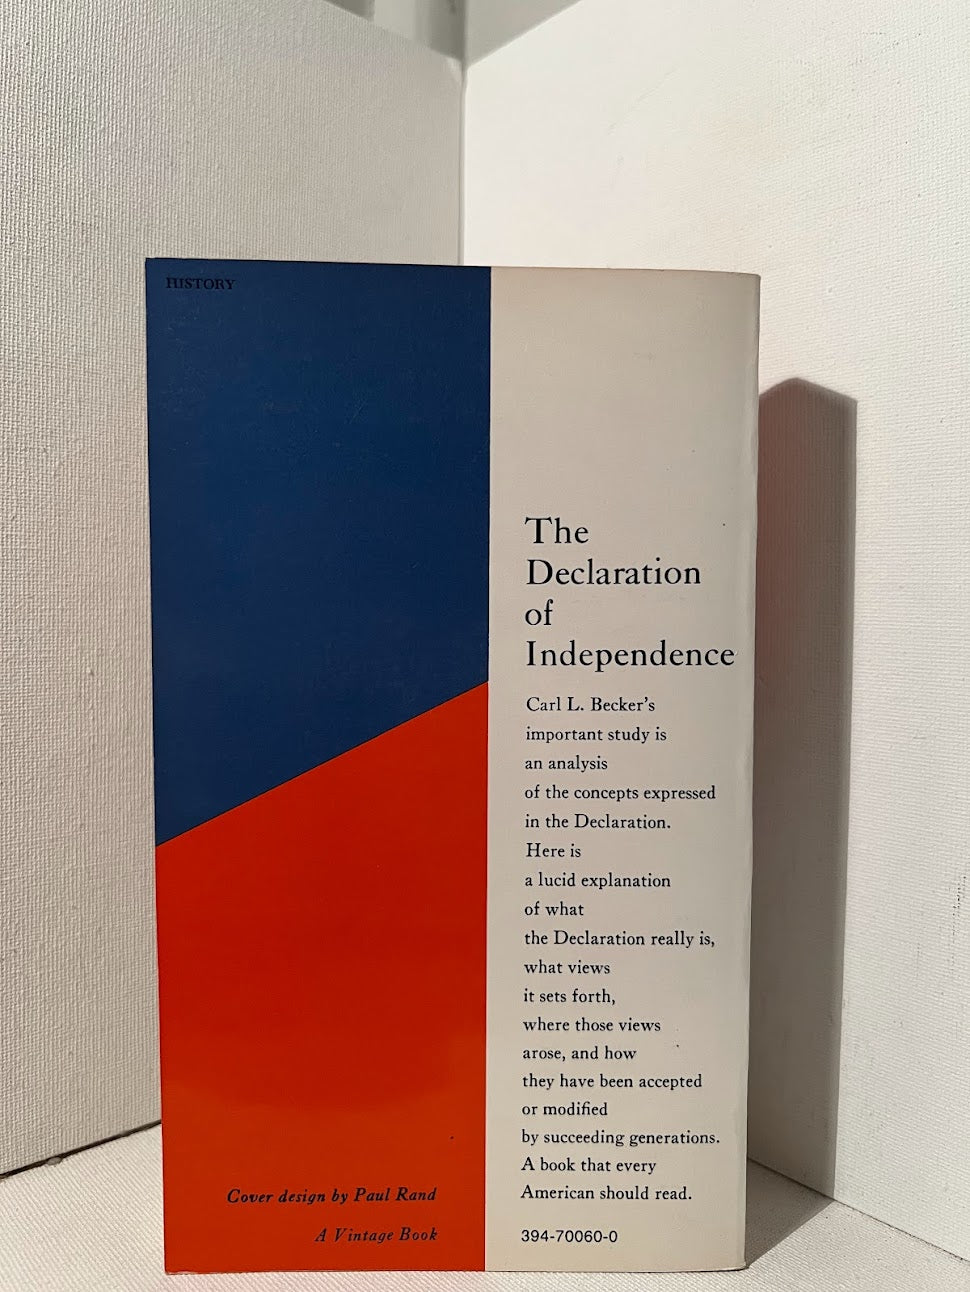 HISTORY
The
Declaration
of
Independence
Carl L. Becker's
important study is
an analysis
of the concepts expressed
in the Declaration.
Here is
a lucid explanation
of what
the Declaration really is,
what views
it sets forth,
where those views
arose, and how
they have been accepted
or modified
by succeeding generations.
A book that every
American should read.
394-70060-0
Cover design by Paul Rand
A Vintage Book